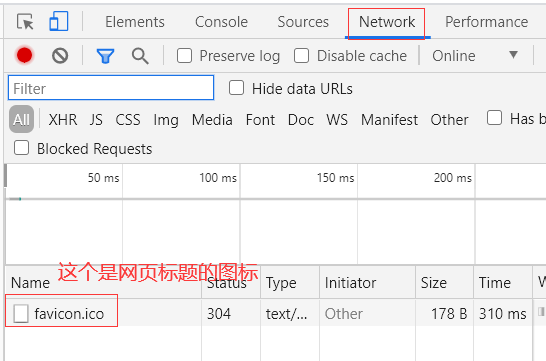 Elements Console Sources Network Performance
Preserve log Disable cache Online
Filter Hide data URLs
All XHR JS CSS Img Media Font Doc WS Manifest Other Has b
Blocked Requests
50 ms 100 ms 150 ms 200 ms
这个是网页标题的图标
Name Status Type Initiator Size Time W
favicon.ico 304 text/... Other 178 B 310 ms